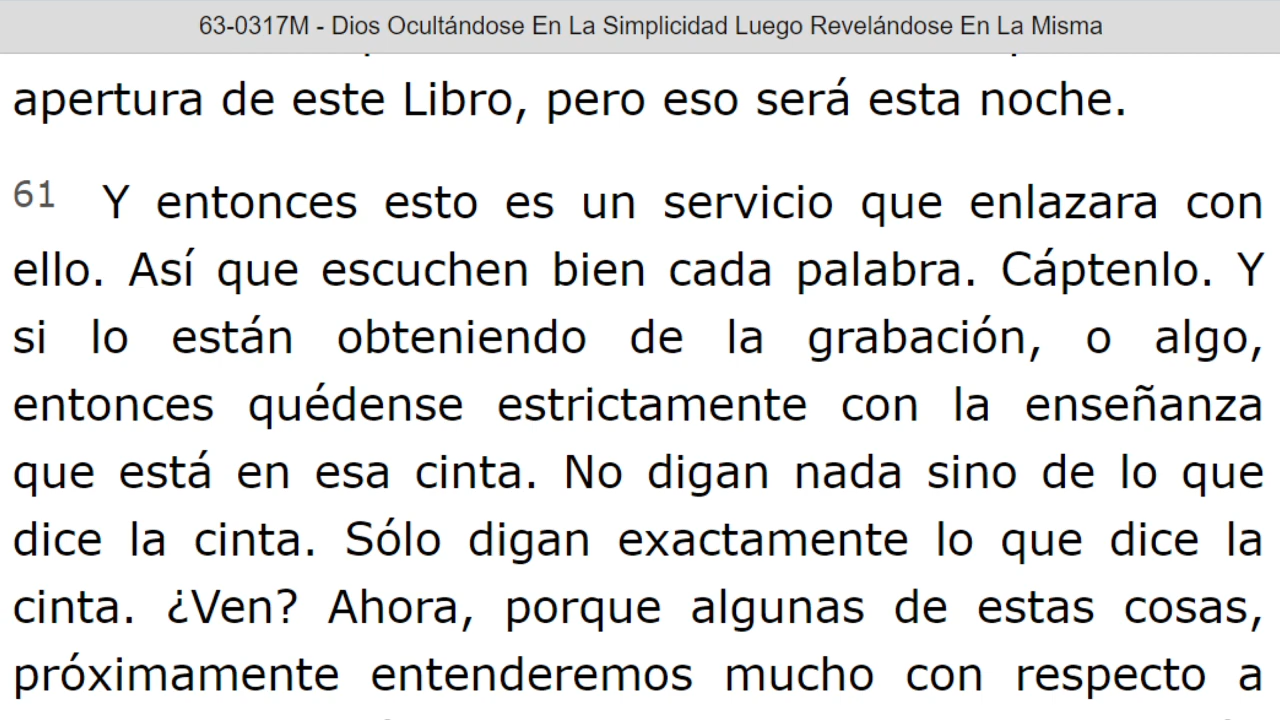 63-0317M - Dios Ocultándose En La Simplicidad Luego Revelándose En La Misma
apertura de este Libro, pero eso será esta noche.
61 Y entonces esto es un servicio que enlazara con
ello. Así que escuchen bien cada palabra. Cáptenlo. Y
si lo están obteniendo de la grabación, o algo,
entonces quédense estrictamente con la enseñanza
que está en esa cinta. No digan nada sino de lo que
dice la cinta. Sólo digan exactamente lo que dice la
cinta. ¿Ven? Ahora, porque algunas de estas cosas,
próximamente entenderemos mucho con respecto a